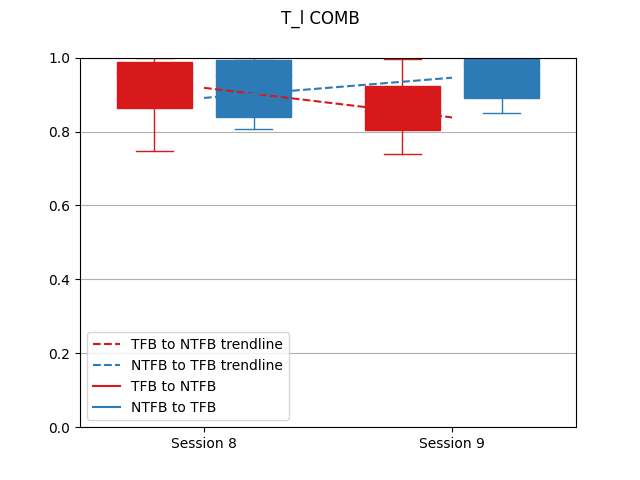 T_l COMB
1.0
0.8
0.6
0.4
0.2
0.0
TFB to NTFB trendline
NTFB to TFB trendline
TFB to NTFB
NTFB to TFB
Session 8
Session 9